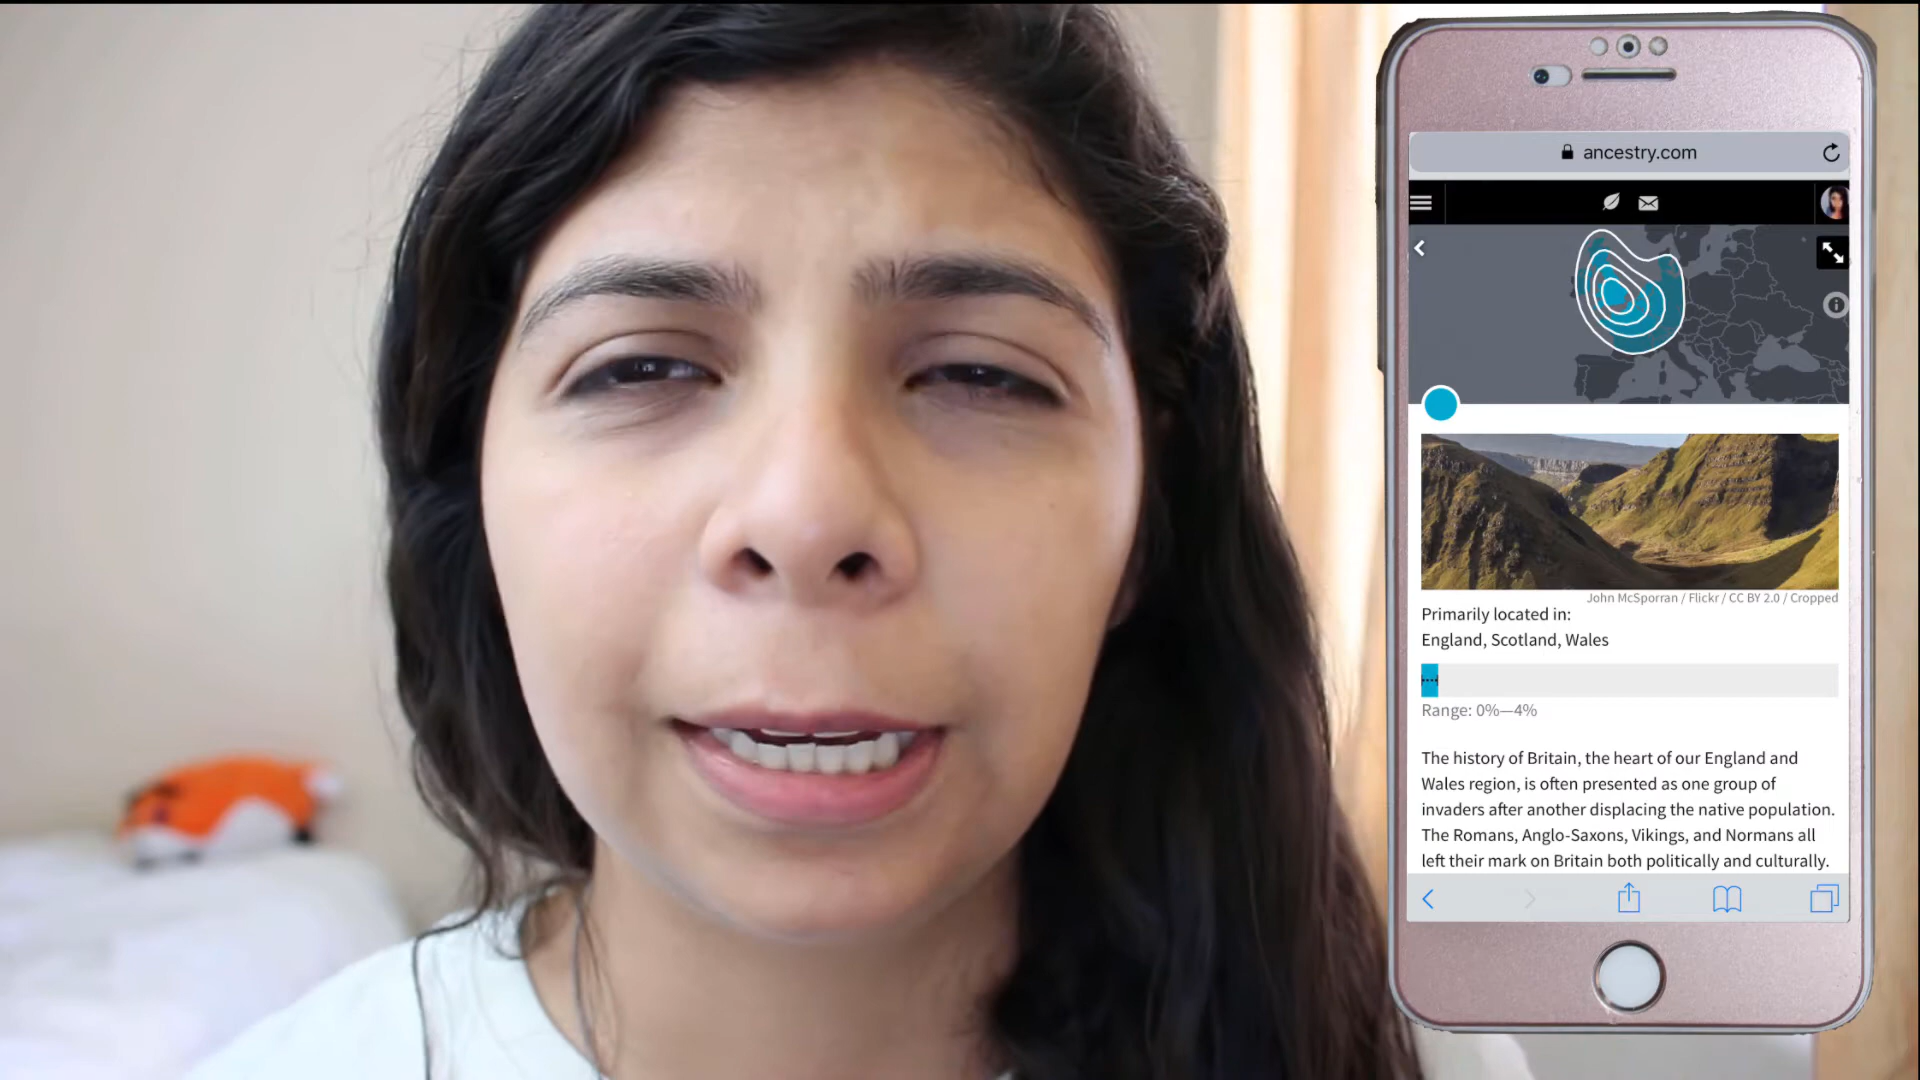 ancestry.com
John McSporran / Flickr / CC BY 2.0 / Cropped
Primarily located in:
England, Scotland, Wales
Range: 0%—4%
The history of Britain, the heart of our England and
Wales region, is often presented as one group of
invaders after another displacing the native population.
The Romans, Anglo-Saxons, Vikings, and Normans all
left their mark on Britain both politically and culturally.